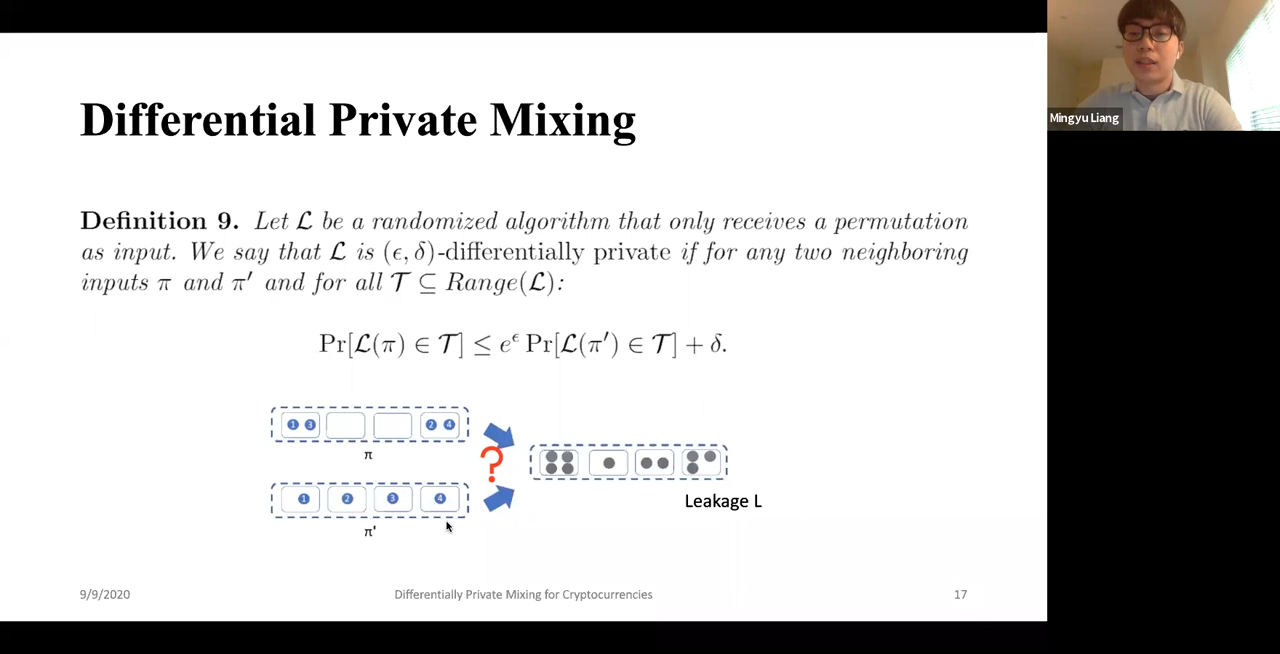 Differential Private Mixing
Mingyu Liang
Definition 9. Let 𝓛 be a randomized algorithm that only receives a permutation
as input. We say that 𝓛 is (ϵ, δ)-differentially private if for any two neighboring
inputs π and π′ and for all 𝓣 ⊆ Range(𝓛):
Pr[𝓛(π) ∈ 𝓣] ≤ e^ϵ Pr[𝓛(π′) ∈ 𝓣] + δ.
1 3 2 4
π
?
1 2 3 4
π'
Leakage L
9/9/2020 Differentially Private Mixing for Cryptocurrencies 17